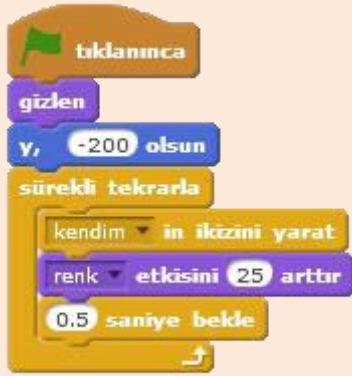 tıklanınca
gizlen
y, -200 olsun
sürekli tekrarla
kendim in ikizini yarat
renk etkisini 25 arttır
0.5 saniye bekle